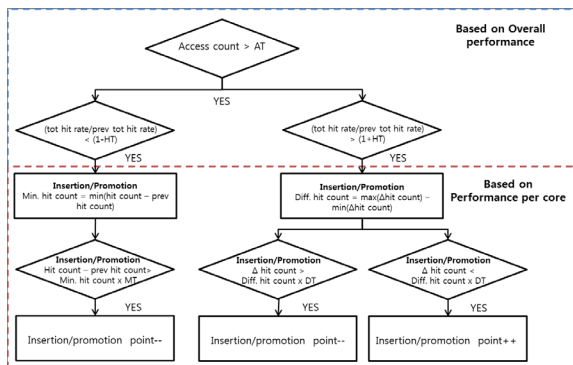 Based on Overall
performance
Access count > AT
YES
(tot hit rate/prev tot hit rate)
< (1-HT)
(tot hit rate/prev tot hit rate)
> (1+HT)
YES
YES
Based on
Performance per core
Insertion/Promotion
Min. hit count = min(hit count – prev
hit count)
Insertion/Promotion
Diff. hit count = max(Δhit count) –
min(Δhit count)
Insertion/Promotion
Hit count – prev hit count>
Min. hit count x MT
Insertion/Promotion
Δ hit count >
Diff. hit count x DT
Insertion/Promotion
Δ hit count <
Diff. hit count x DT
YES
YES
YES
Insertion/promotion point--
Insertion/promotion point--
Insertion/promotion point++